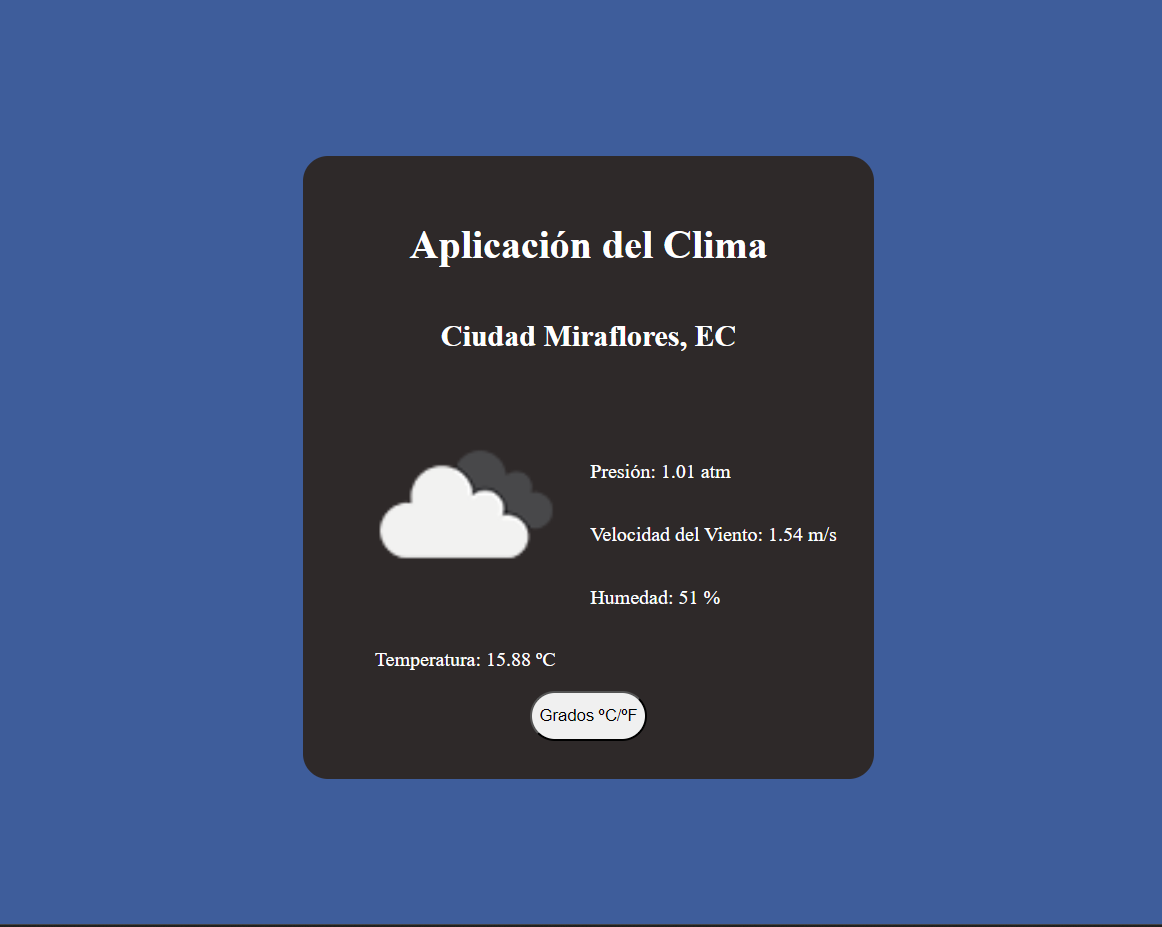 Aplicación del Clima
Ciudad Miraflores, EC
Presión: 1.01 atm
Velocidad del Viento: 1.54 m/s
Humedad: 51 %
Temperatura: 15.88 ºC
Grados ºC/ºF